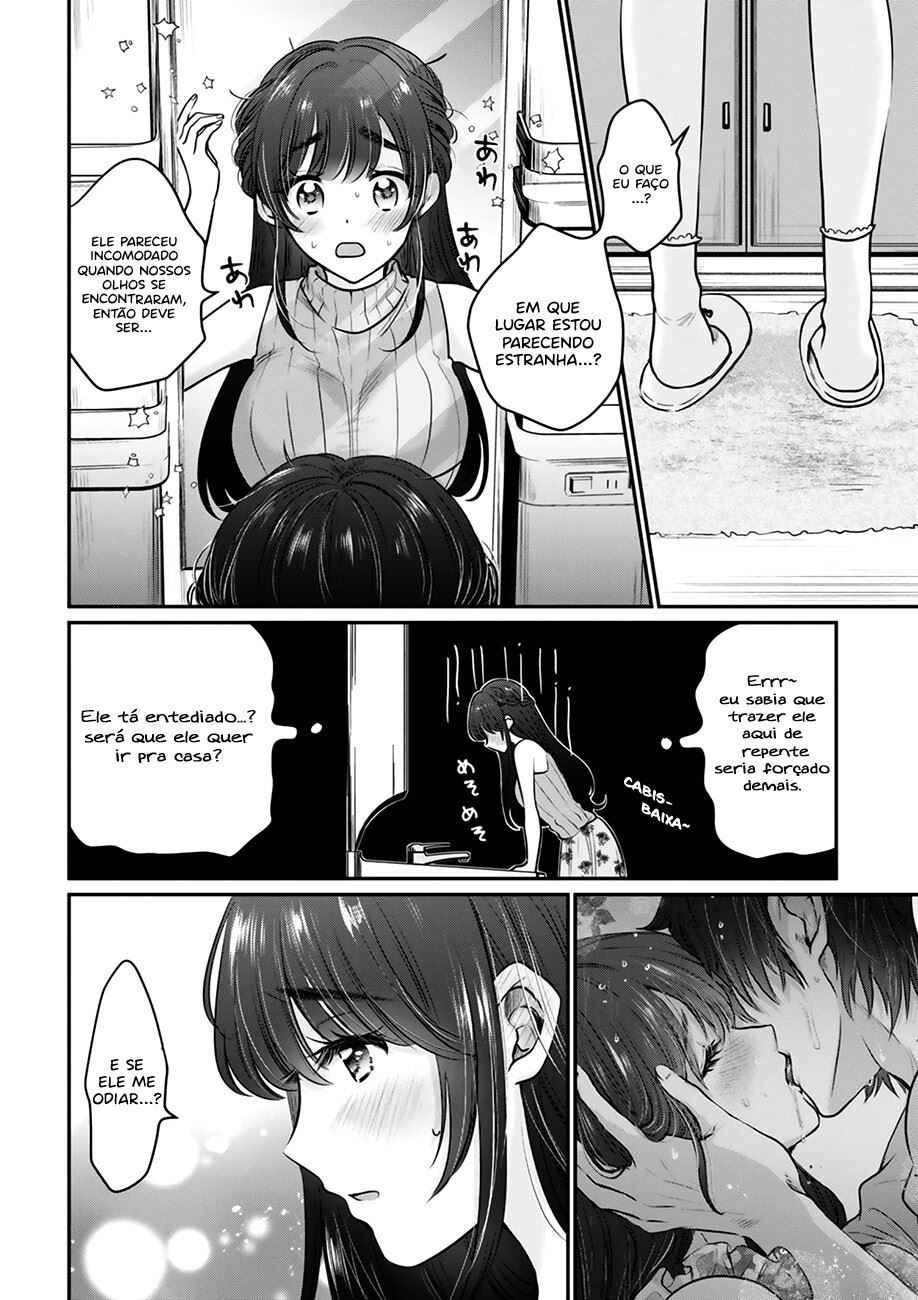 O QUE
EU FAÇO
...?
EM QUE
LUGAR ESTOU
PARECENDO
ESTRANHA...?
あわ
あわ
あわ
ELE PARECEU
INCOMODADO
QUANDO NOSSOS
OLHOS SE
ENCONTRARAM,
ENTÃO DEVE
SER...
Errr~
eu sabia que
trazer ele
aqui de
repente
seria forçado
demais.
CABIS-
BAIXA~
めそ
めそ
Ele tá entediado...?
será que ele quer
ir pra casa?
E SE
ELE ME
ODIAR...?